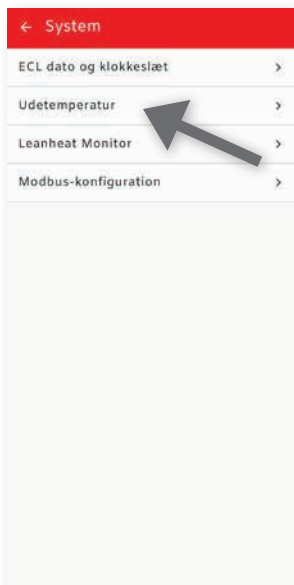 System
ECL dato og klokkeslæt
Udetemperatur
Leanheat Monitor
Modbus-konfiguration